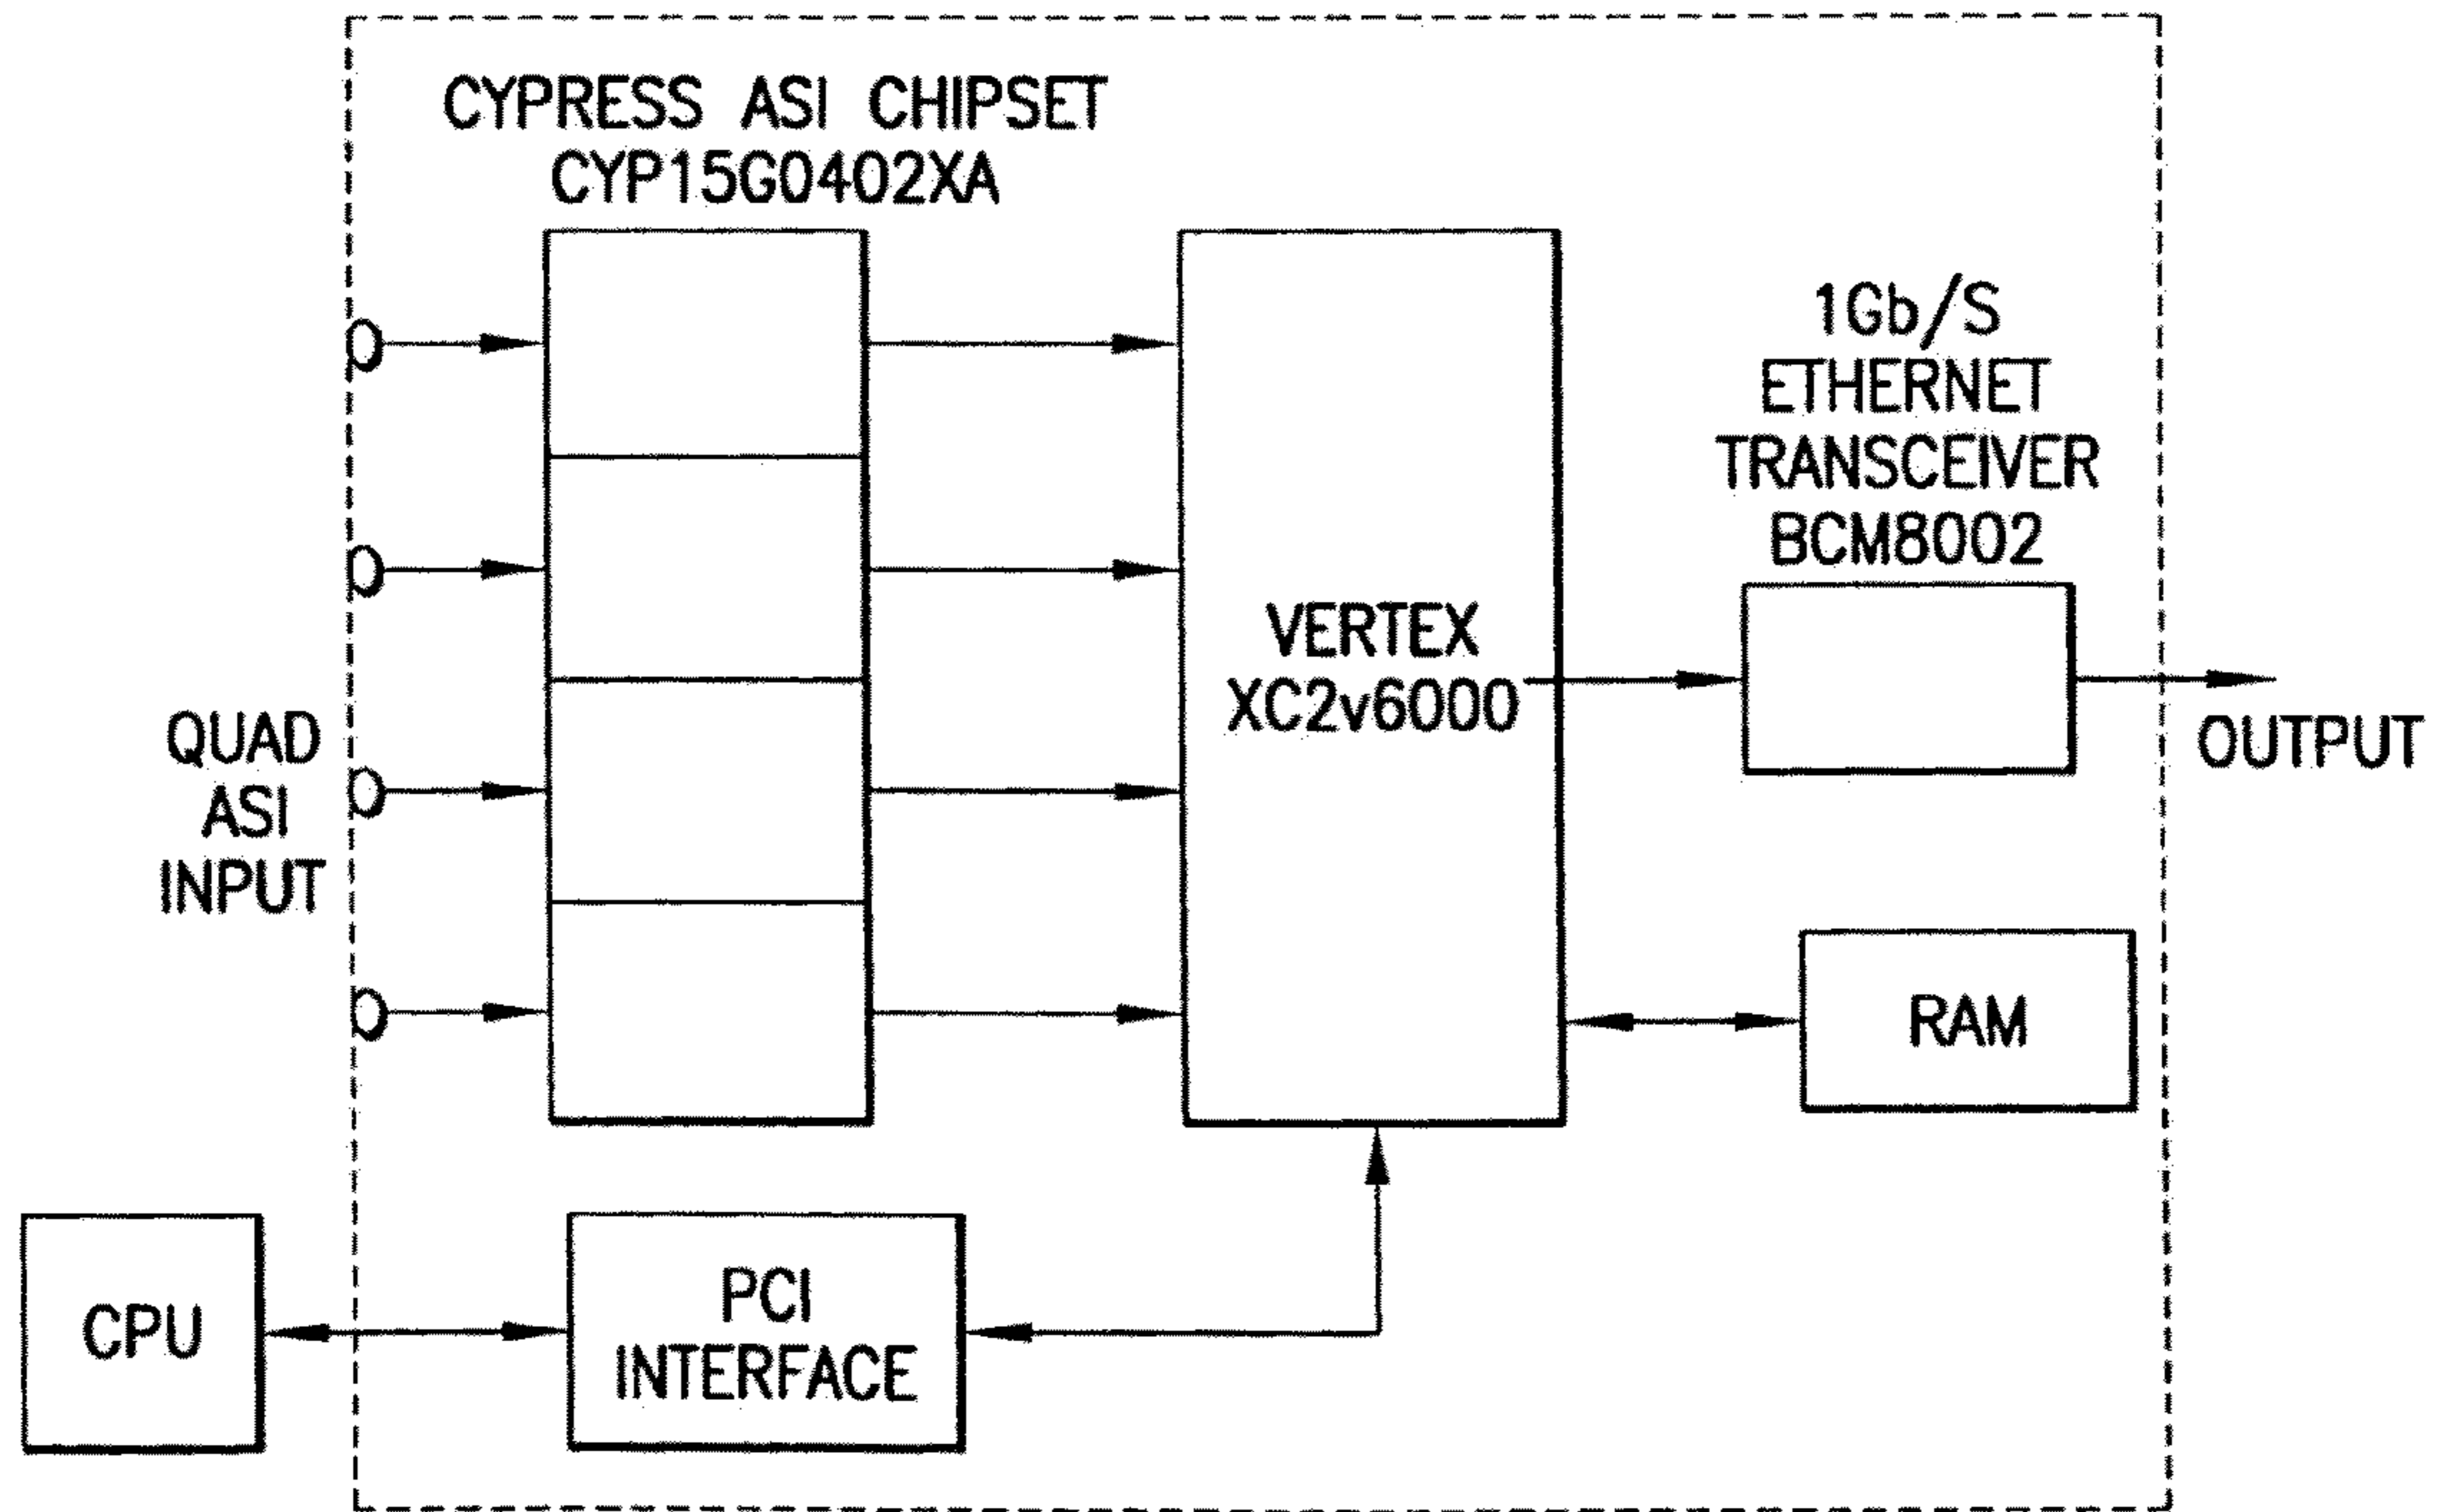 CYPRESS ASI CHIPSET
CYP15G0402XA
1Gb/S
ETHERNET
TRANSCEIVER
BCM8002
VERTEX
XC2v6000
QUAD
ASI
INPUT
OUTPUT
RAM
CPU
PCI
INTERFACE